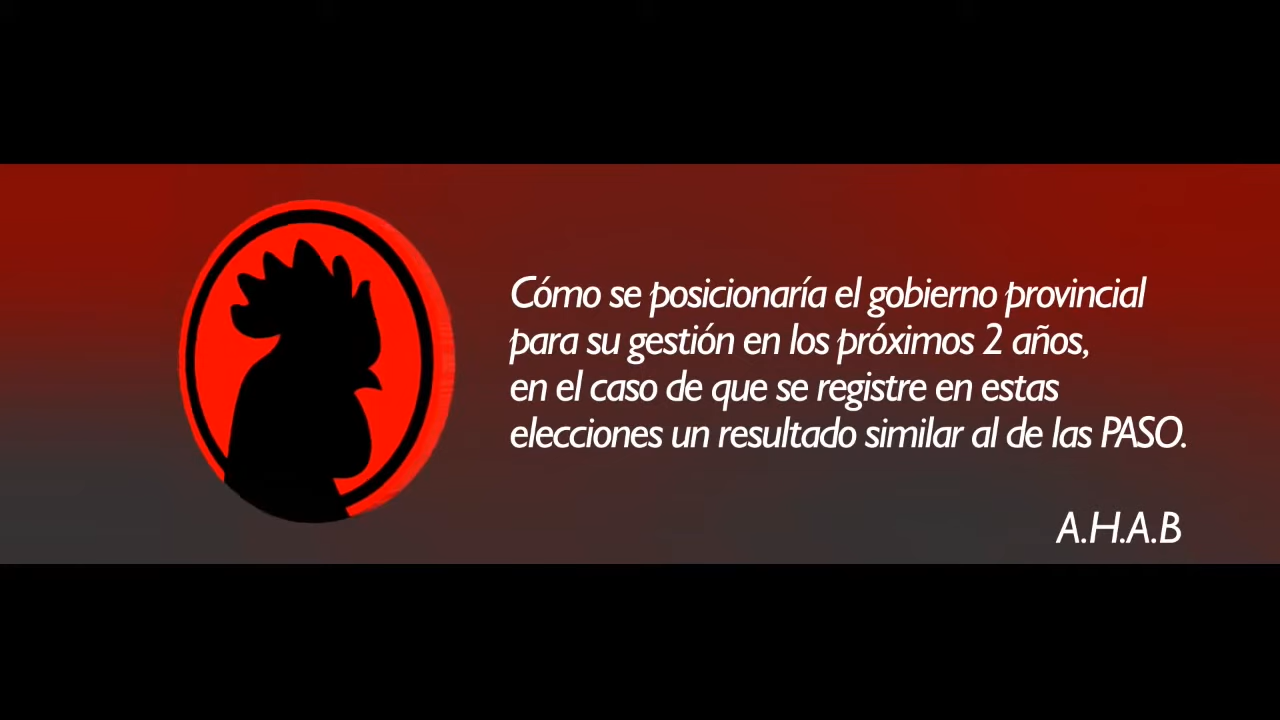 Cómo se posicionaría el gobierno provincial
para su gestión en los próximos 2 años,
en el caso de que se registre en estas
elecciones un resultado similar al de las PASO.
A.H.A.B